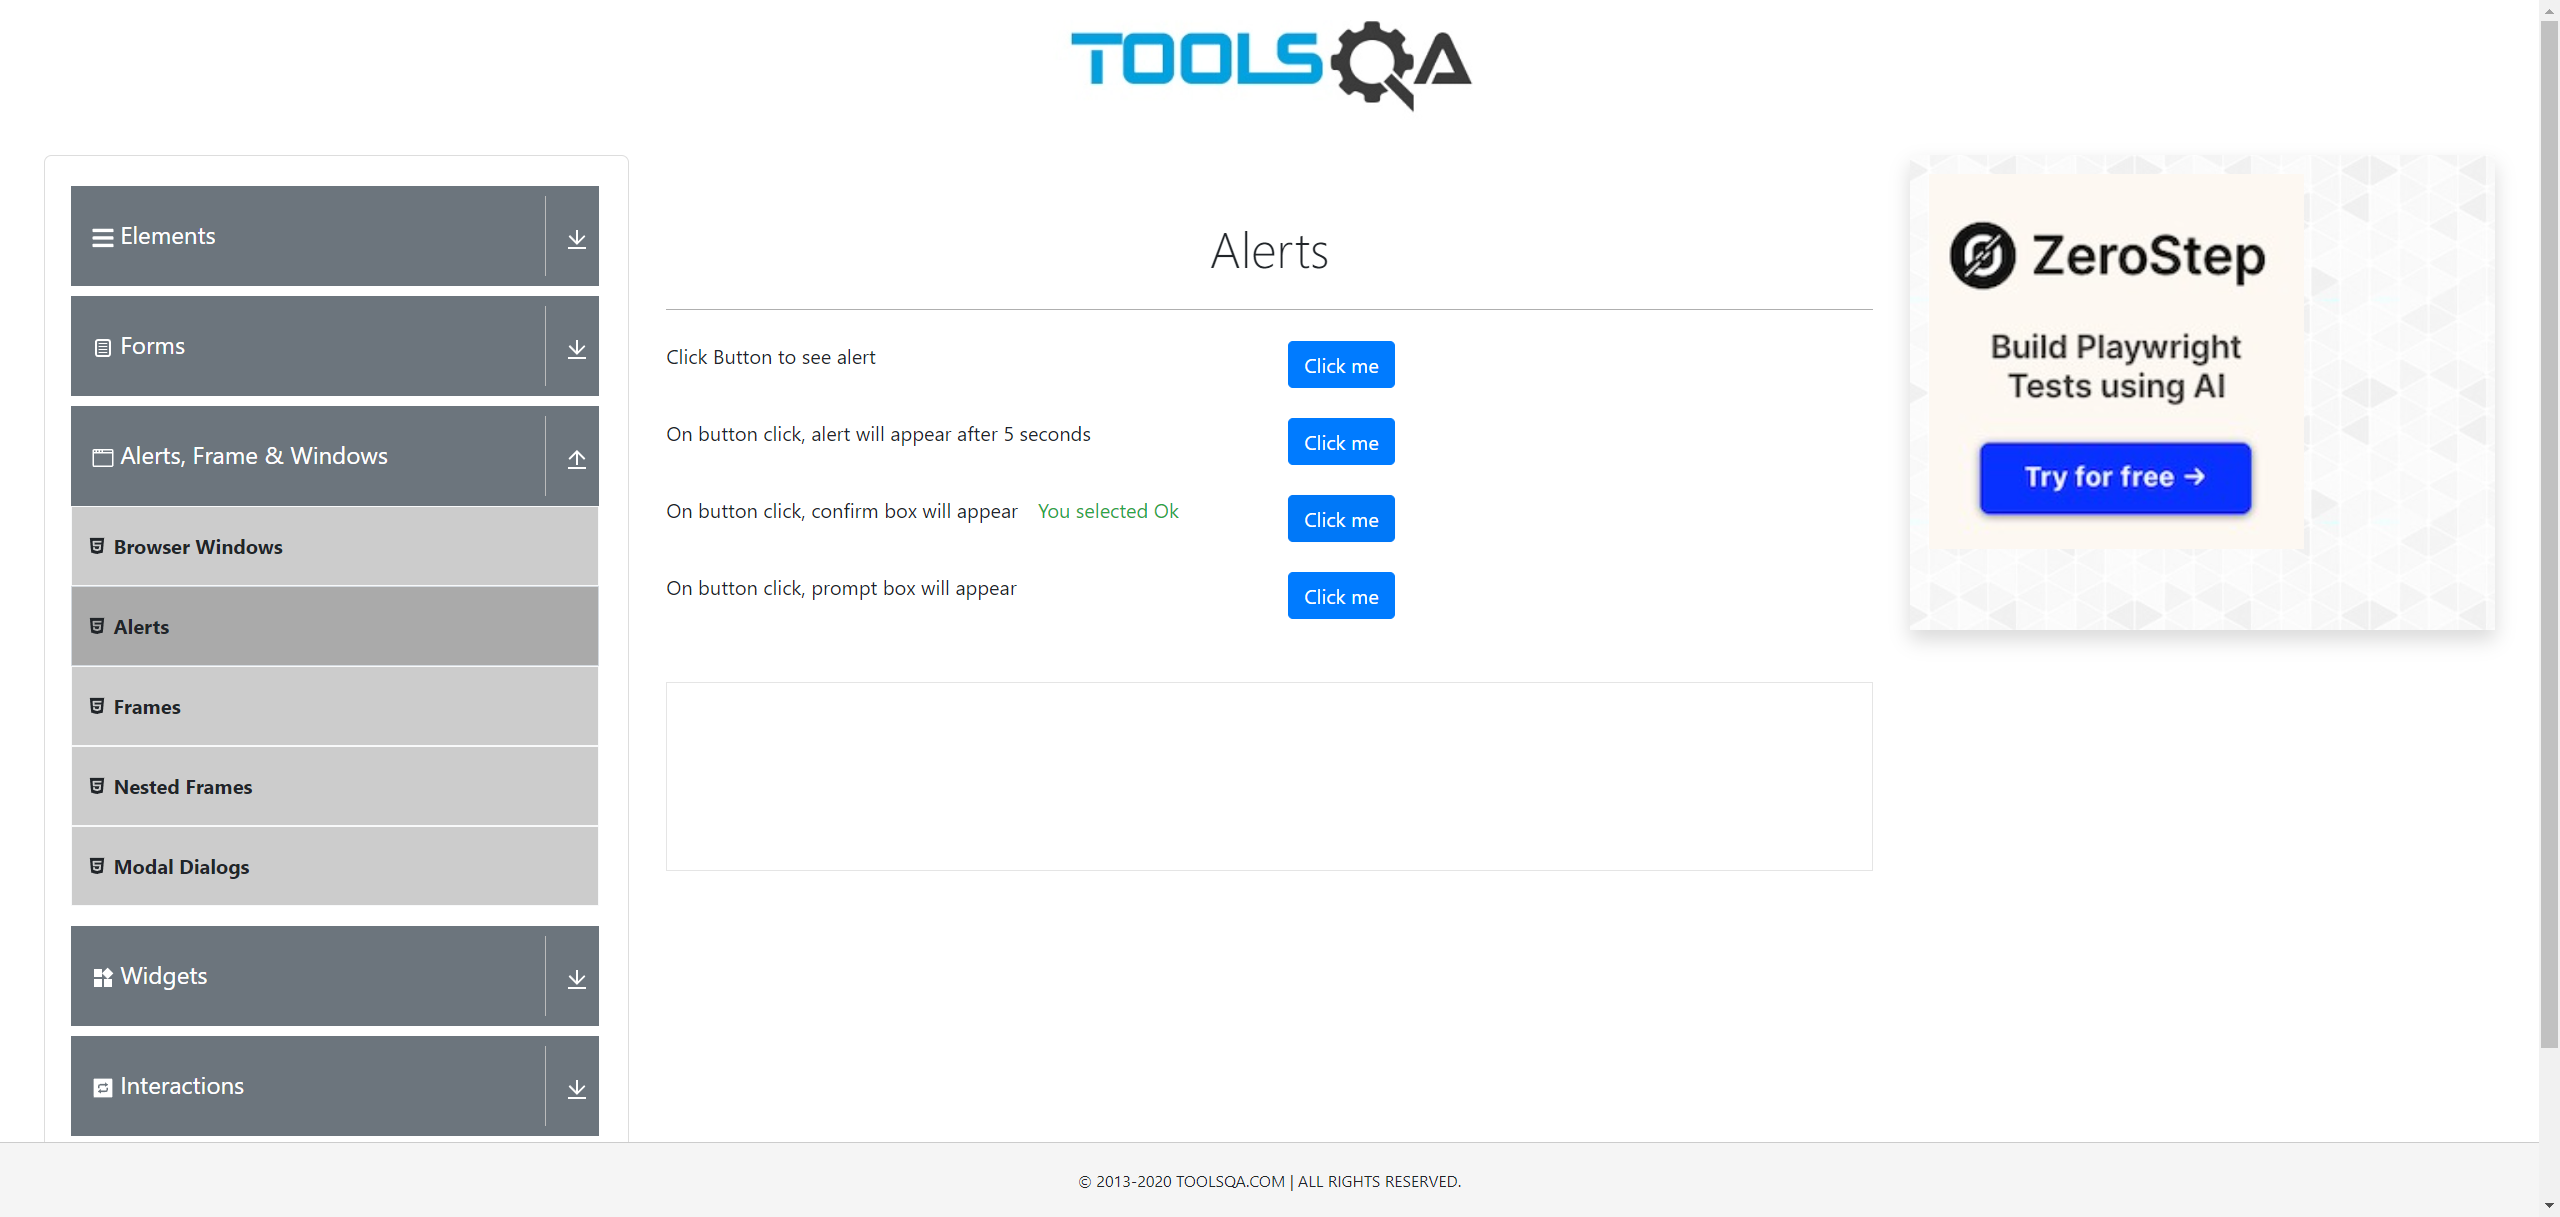 TOOLSQA
Elements
Forms
Alerts, Frame & Windows
Browser Windows
Alerts
Frames
Nested Frames
Modal Dialogs
Widgets
Interactions
Alerts
Click Button to see alert Click me
On button click, alert will appear after 5 seconds Click me
On button click, confirm box will appear You selected Ok Click me
On button click, prompt box will appear Click me
ZeroStep
Build Playwright
Tests using AI
Try for free →
© 2013-2020 TOOLSQA.COM | ALL RIGHTS RESERVED.